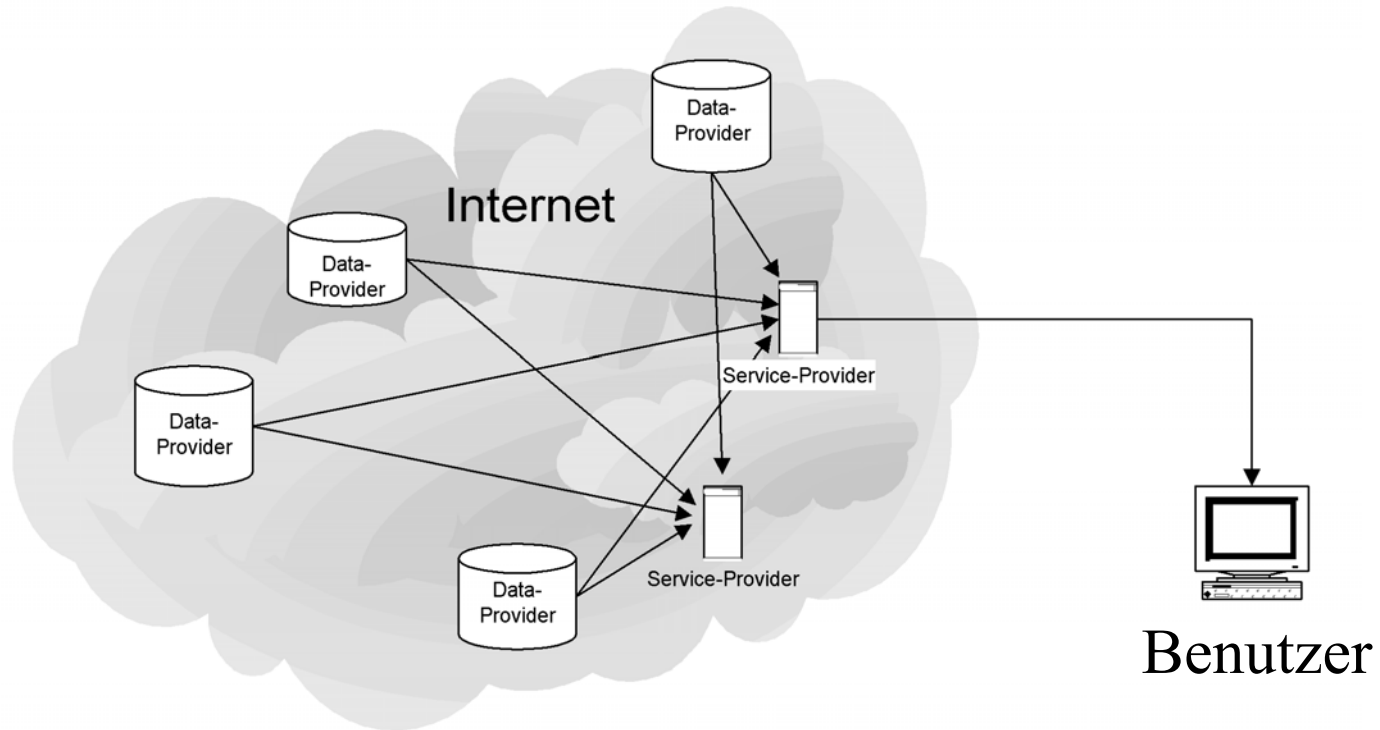 Data-
Provider
Internet
Data-
Provider
Service-Provider
Data-
Provider
Data-
Provider
Service-Provider
Benutzer